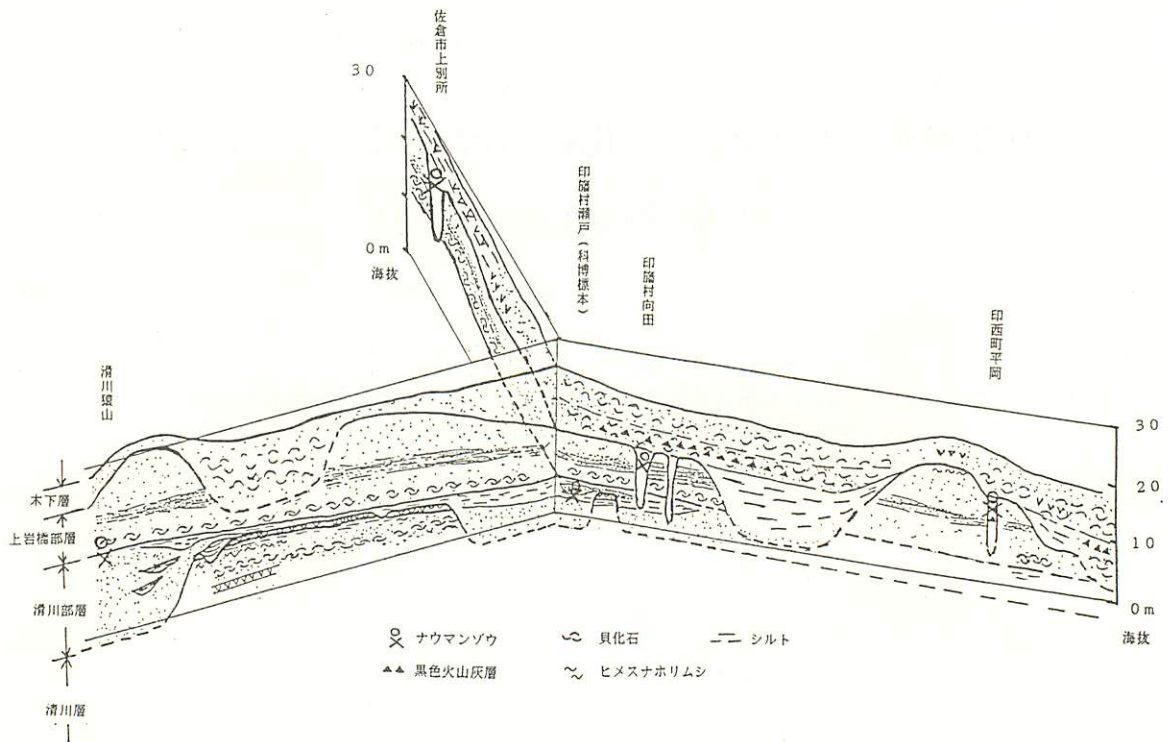 佐倉市上別所
30
0m
海抜
印旛村瀬戸(科博標本)
印旛村向田
印西町平岡
滑川猿山
木下層
上岩橋部層
滑川部層
清川層
30
20
10
0m
海抜
ナウマンゾウ
貝化石
シルト
黒色火山灰層
ヒメスナホリムシ